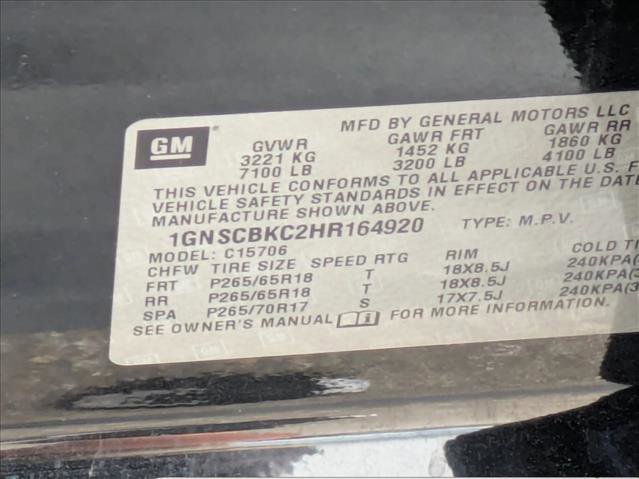 MFD BY GENERAL MOTORS LLC
GM GVWR GAWR FRT GAWR RR
3221 KG 1452 KG 1860 KG
7100 LB 3200 LB 4100 LB
THIS VEHICLE CONFORMS TO ALL APPLICABLE U.S. F
VEHICLE SAFETY STANDARDS IN EFFECT ON THE DATE
MANUFACTURE SHOWN ABOVE.
1GNSCBKC2HR164920 TYPE: M.P.V.
MODEL: C15706
CHFW TIRE SIZE SPEED RTG RIM COLD TI
FRT P265/65R18 T 18X8.5J 240KPA(3
RR P265/65R18 T 18X8.5J 240KPA(3
SPA P265/70R17 S 17X7.5J 240KPA(3
SEE OWNER'S MANUAL FOR MORE INFORMATION.